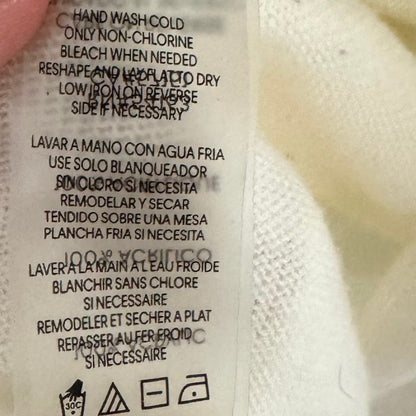 HAND WASH COLD
ONLY NON-CHLORINE
BLEACH WHEN NEEDED
RESHAPE AND LAY FLAT TO DRY
LOW IRON ON REVERSE
SIDE IF NECESSARY
LAVAR A MANO CON AGUA FRIA
USE SOLO BLANQUEADOR
SIN CLORO SI NECESITA
REMODELAR Y SECAR
TENDIDO SOBRE UNA MESA
PLANCHA FRIA SI NECESITA
100% ACRILICO
LAVER A LA MAIN A L EAU FROIDE
BLANCHIR SANS CHLORE
SI NECESSAIRE
REMODELER ET SECHER A PLAT
REPASSER AU FER FROID
SI NÉCESSAIRE
30C